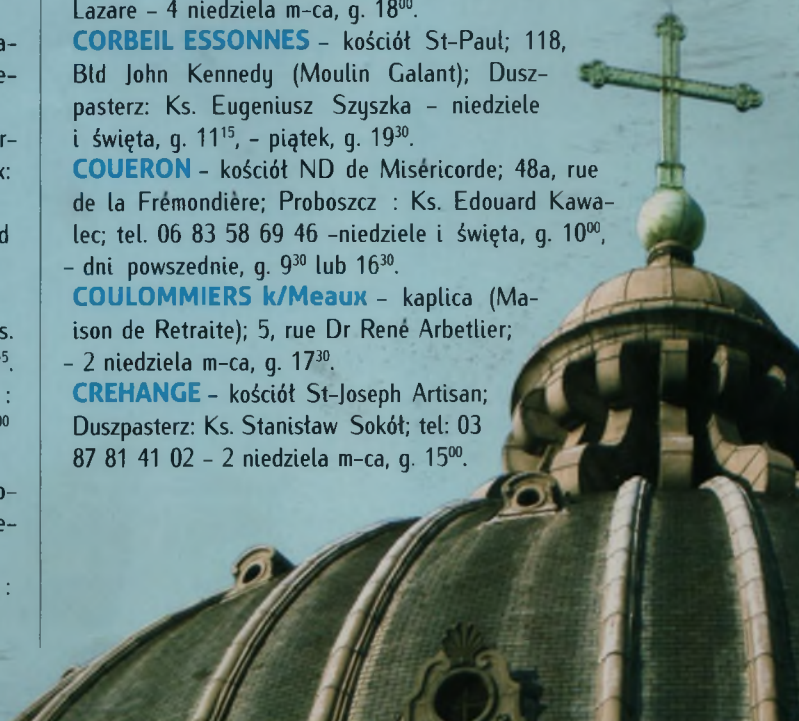 a-
e-
r-
x:
d
s.
⁵.
:
⁰⁰
o-
e-
:
Lazare – 4 niedziela m-ca, g. 18⁰⁰.
CORBEIL ESSONNES – kościół St-Paul; 118,
Bld John Kennedy (Moulin Galant); Dusz-
pasterz: Ks. Eugeniusz Szyszka – niedziele
i święta, g. 11¹⁵, – piątek, g. 19³⁰.
COUERON – kościół ND de Miséricorde; 48a, rue
de la Frémondière; Proboszcz : Ks. Edouard Kawa-
lec; tel. 06 83 58 69 46 –niedziele i święta, g. 10⁰⁰,
– dni powszednie, g. 9³⁰ lub 16³⁰.
COULOMMIERS k/Meaux – kaplica (Ma-
ison de Retraite); 5, rue Dr René Arbetlier;
– 2 niedziela m-ca, g. 17³⁰.
CREHANGE – kościół St-Joseph Artisan;
Duszpasterz: Ks. Stanisław Sokół; tel: 03
87 81 41 02 – 2 niedziela m-ca, g. 15⁰⁰.